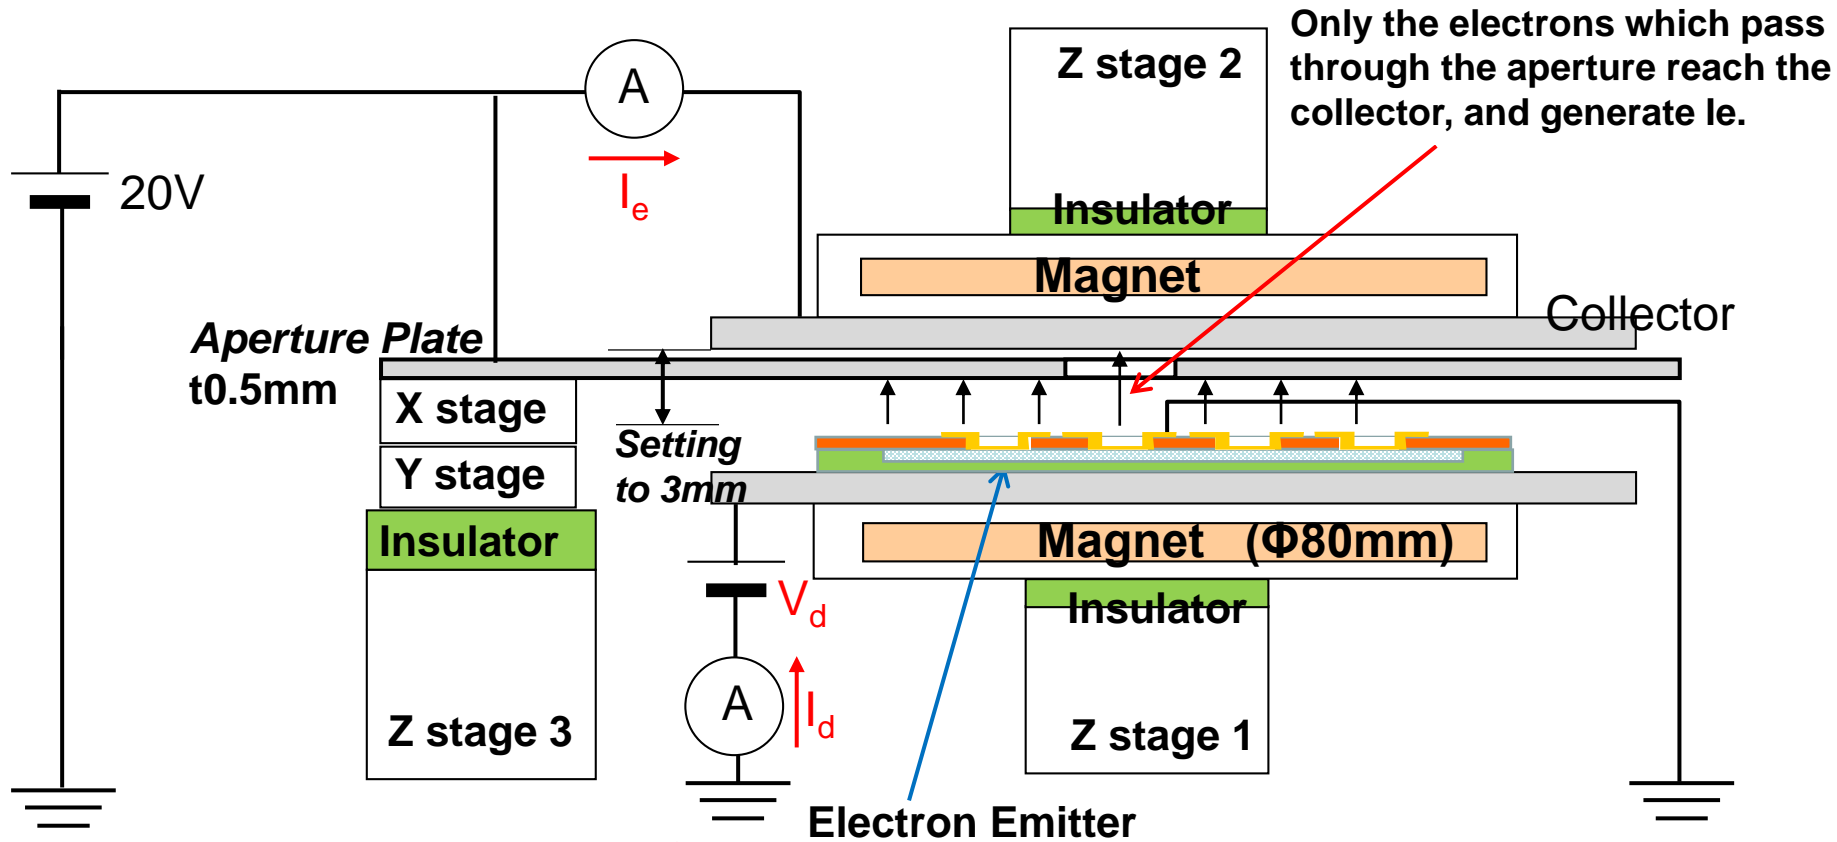 Only the electrons which pass
through the aperture reach the
collector, and generate Ie.
Z stage 2
A
20V
Ie
Insulator
Magnet
Collector
Aperture Plate
t0.5mm
X stage
Setting
to 3mm
Y stage
Insulator
Magnet (Φ80mm)
Vd
Insulator
A
Id
Z stage 3
Z stage 1
Electron Emitter